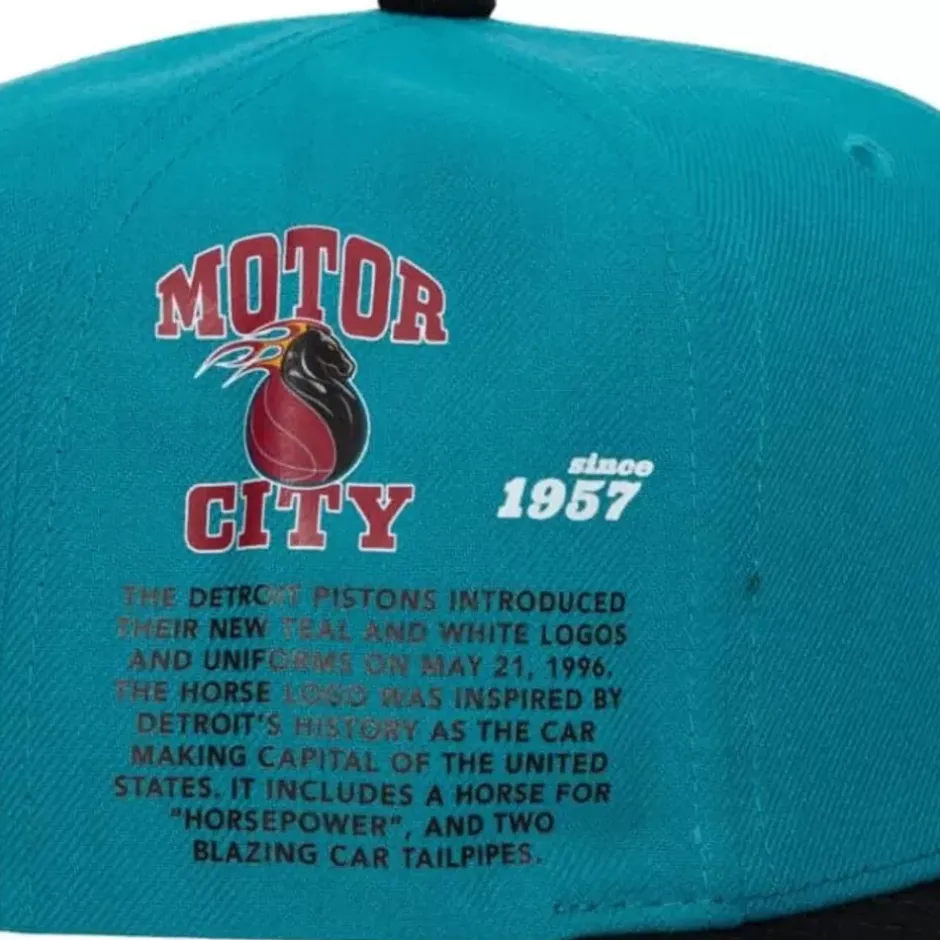 MOTOR
CITY
since
1957
THE DETROIT PISTONS INTRODUCED
THEIR NEW TEAL AND WHITE LOGOS
AND UNIFORMS ON MAY 21, 1996.
THE HORSE LOGO WAS INSPIRED BY
DETROIT'S HISTORY AS THE CAR
MAKING CAPITAL OF THE UNITED
STATES. IT INCLUDES A HORSE FOR
"HORSEPOWER", AND TWO
BLAZING CAR TAILPIPES.